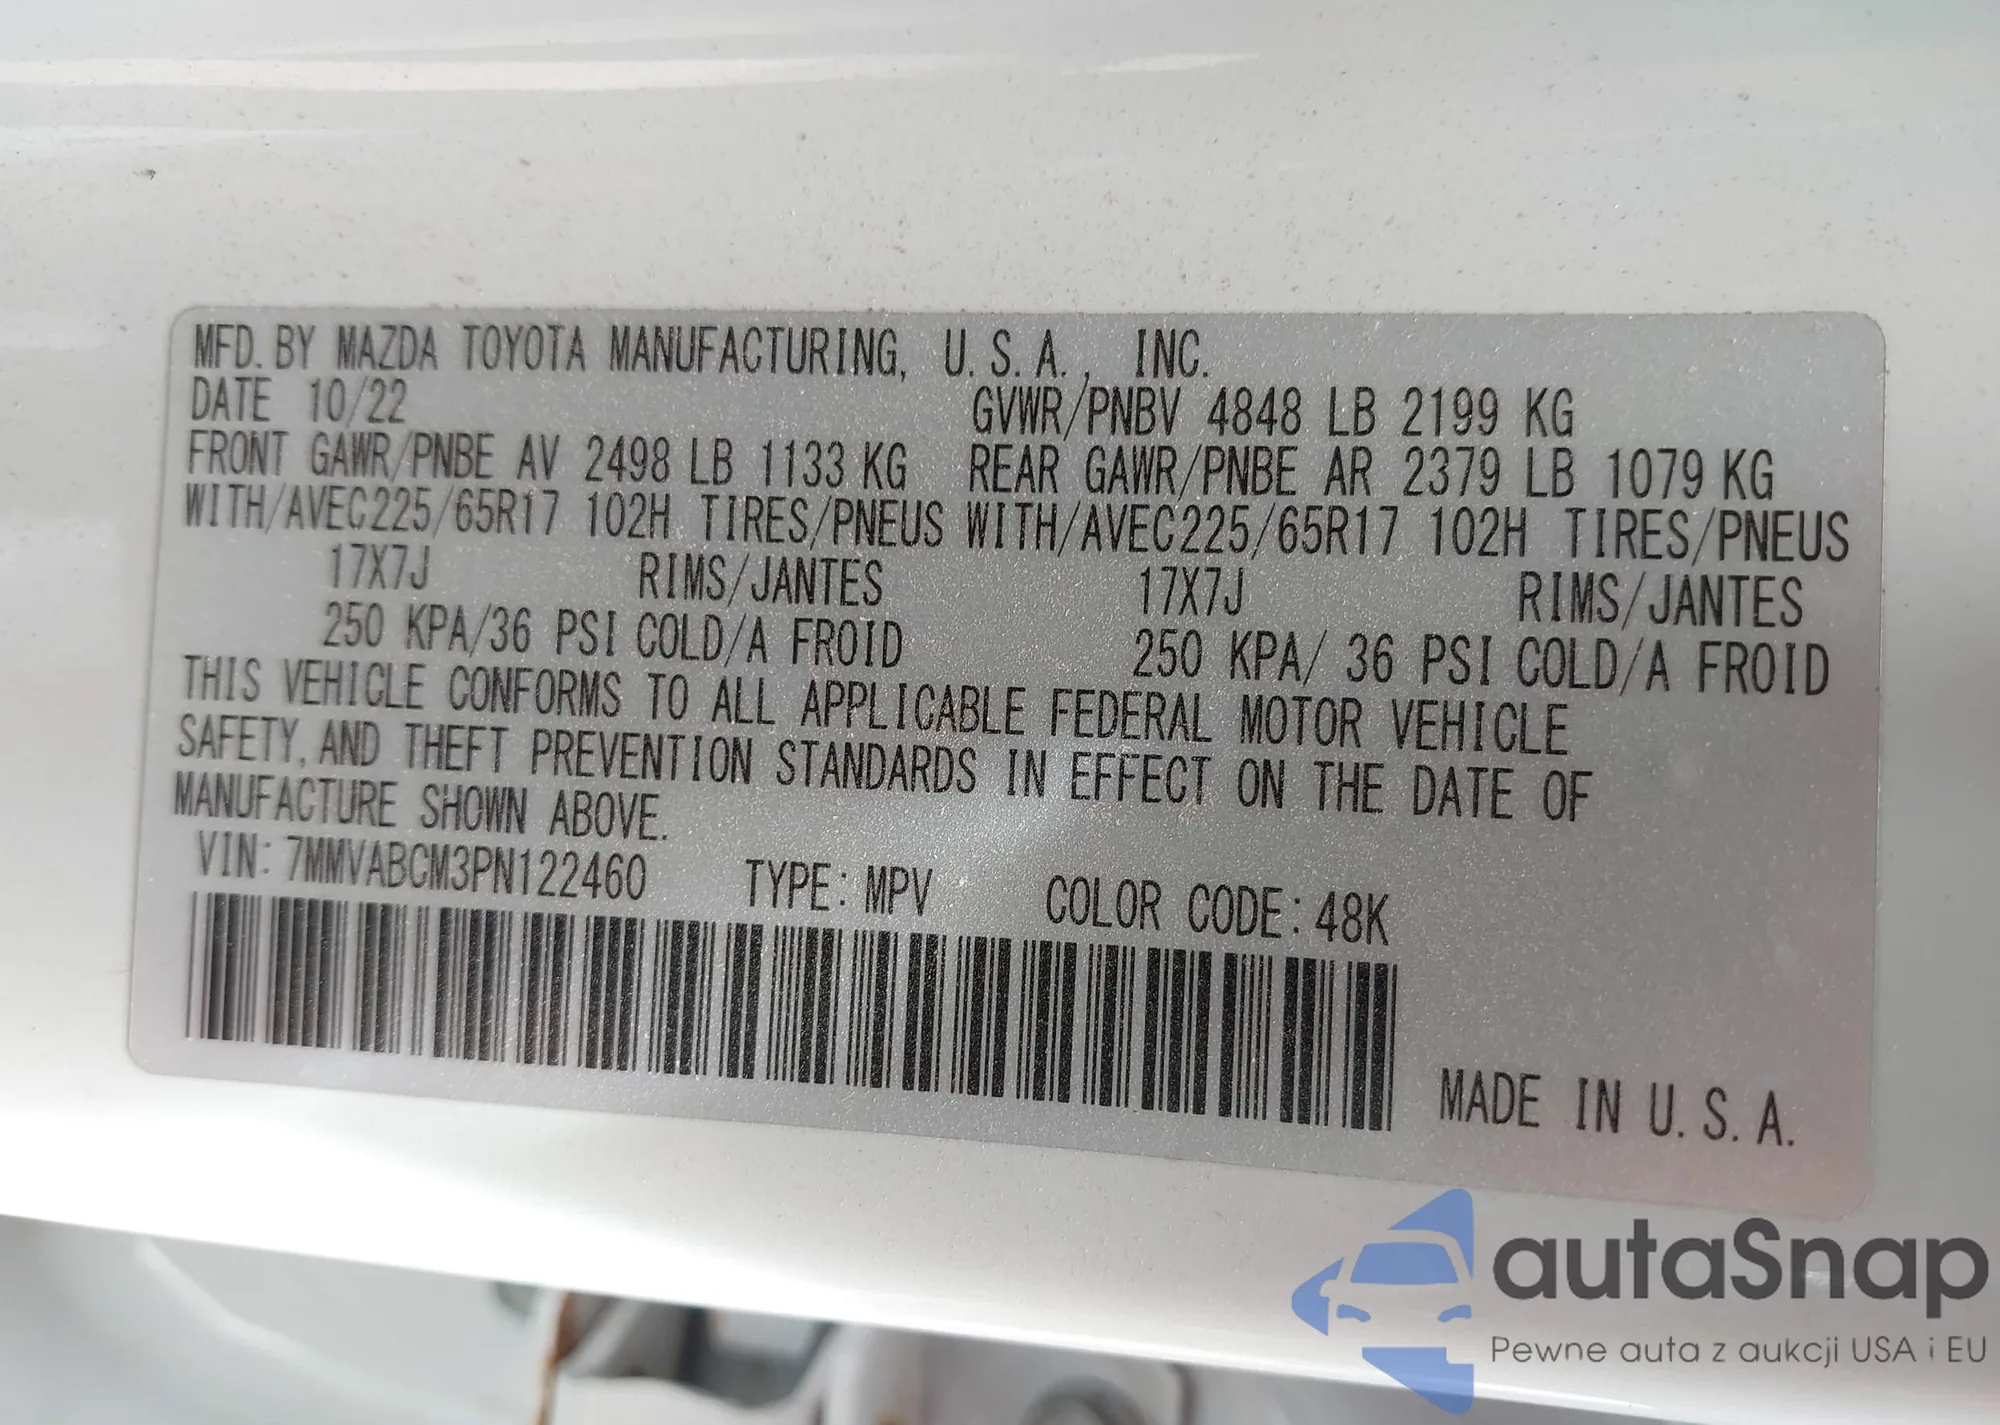 MFD. BY MAZDA TOYOTA MANUFACTURING, U.S.A., INC.
DATE 10/22 GVWR/PNBV 4848 LB 2199 KG
FRONT GAWR/PNBE AV 2498 LB 1133 KG REAR GAWR/PNBE AR 2379 LB 1079 KG
WITH/AVEC225/65R17 102H TIRES/PNEUS WITH/AVEC225/65R17 102H TIRES/PNEUS
17X7J RIMS/JANTES 17X7J RIMS/JANTES
250 KPA/36 PSI COLD/A FROID 250 KPA/ 36 PSI COLD/A FROID
THIS VEHICLE CONFORMS TO ALL APPLICABLE FEDERAL MOTOR VEHICLE
SAFETY, AND THEFT PREVENTION STANDARDS IN EFFECT ON THE DATE OF
MANUFACTURE SHOWN ABOVE.
VIN: 7MMVABCM3PN122460 TYPE: MPV COLOR CODE: 48K
MADE IN U.S.A.
autaSnap
Pewne auta z aukcji USA i EU